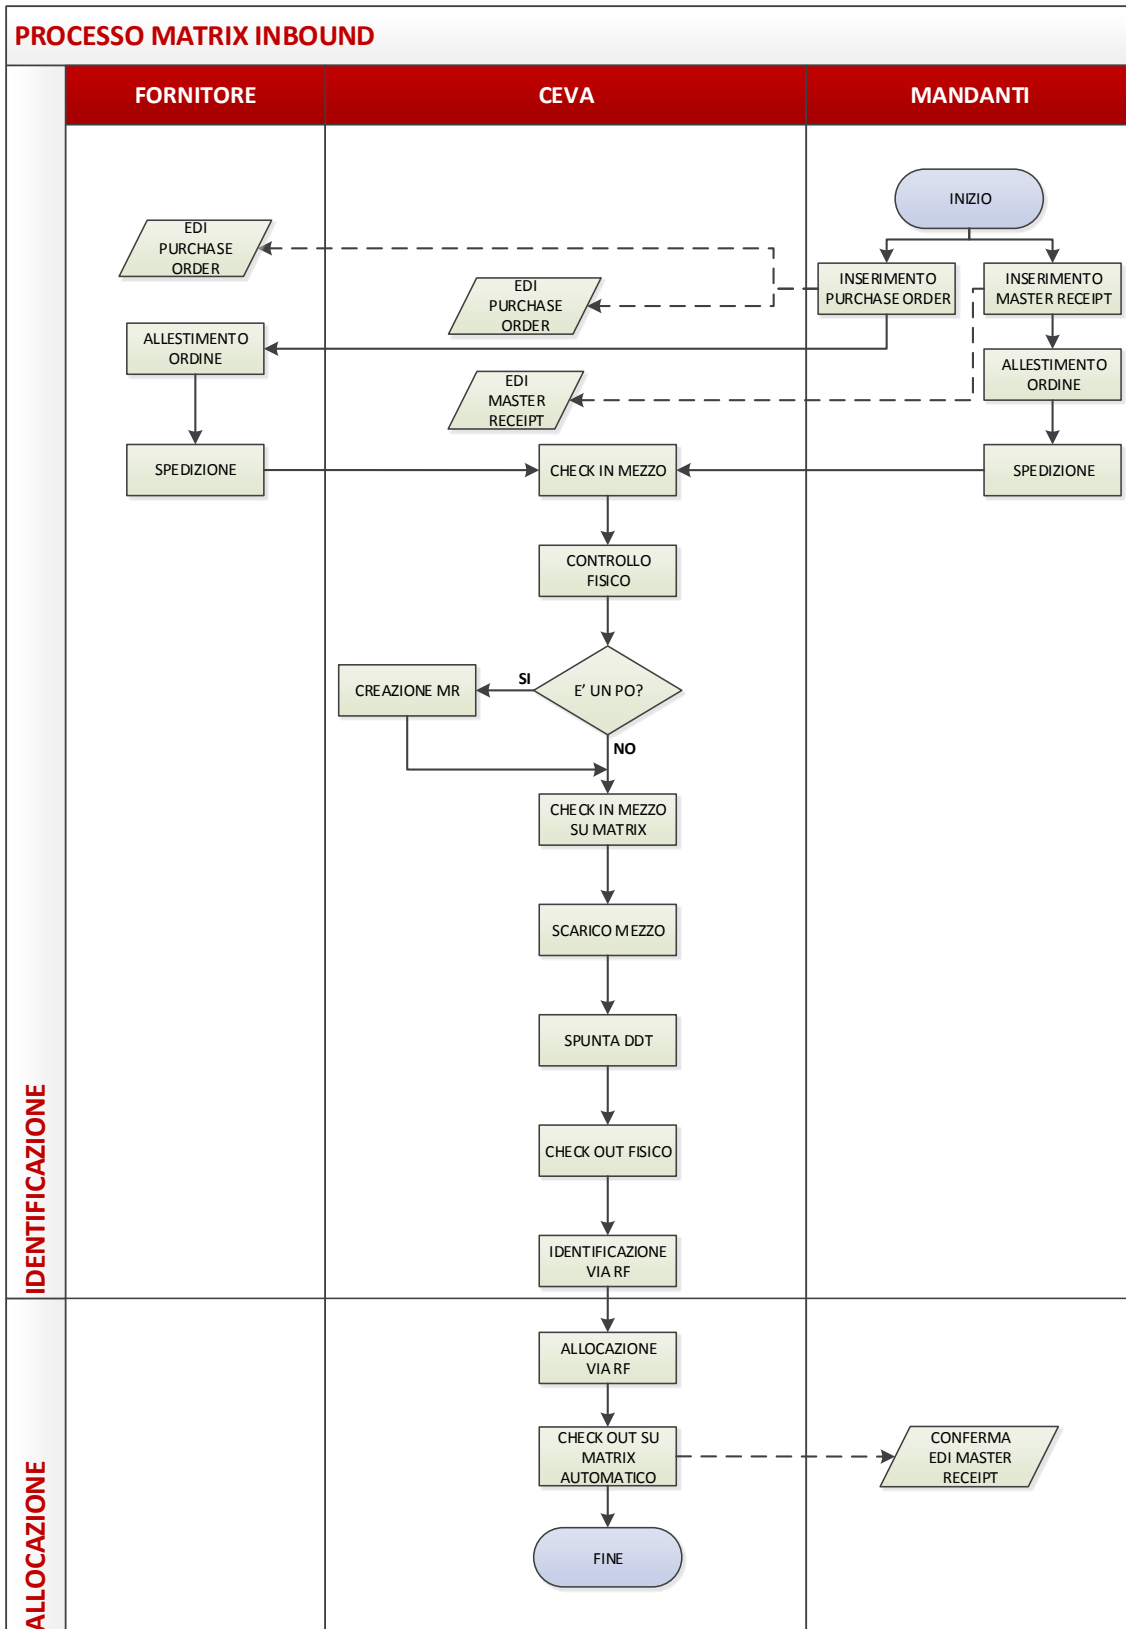 PROCESSO MATRIX INBOUND
FORNITORE
CEVA
MANDANTI
INIZIO
EDI
PURCHASE
ORDER
EDI
PURCHASE
ORDER
INSERIMENTO
PURCHASE ORDER
INSERIMENTO
MASTER RECEIPT
ALLESTIMENTO
ORDINE
ALLESTIMENTO
ORDINE
EDI
MASTER
RECEIPT
SPEDIZIONE
CHECK IN MEZZO
SPEDIZIONE
CONTROLLO
FISICO
E’ UN PO?
SI
CREAZIONE MR
NO
CHECK IN MEZZO
SU MATRIX
SCARICO MEZZO
SPUNTA DDT
CHECK OUT FISICO
IDENTIFICAZIONE
VIA RF
IDENTIFICAZIONE
ALLOCAZIONE
VIA RF
CHECK OUT SU
MATRIX
AUTOMATICO
CONFERMA
EDI MASTER
RECEIPT
FINE
ALLOCAZIONE